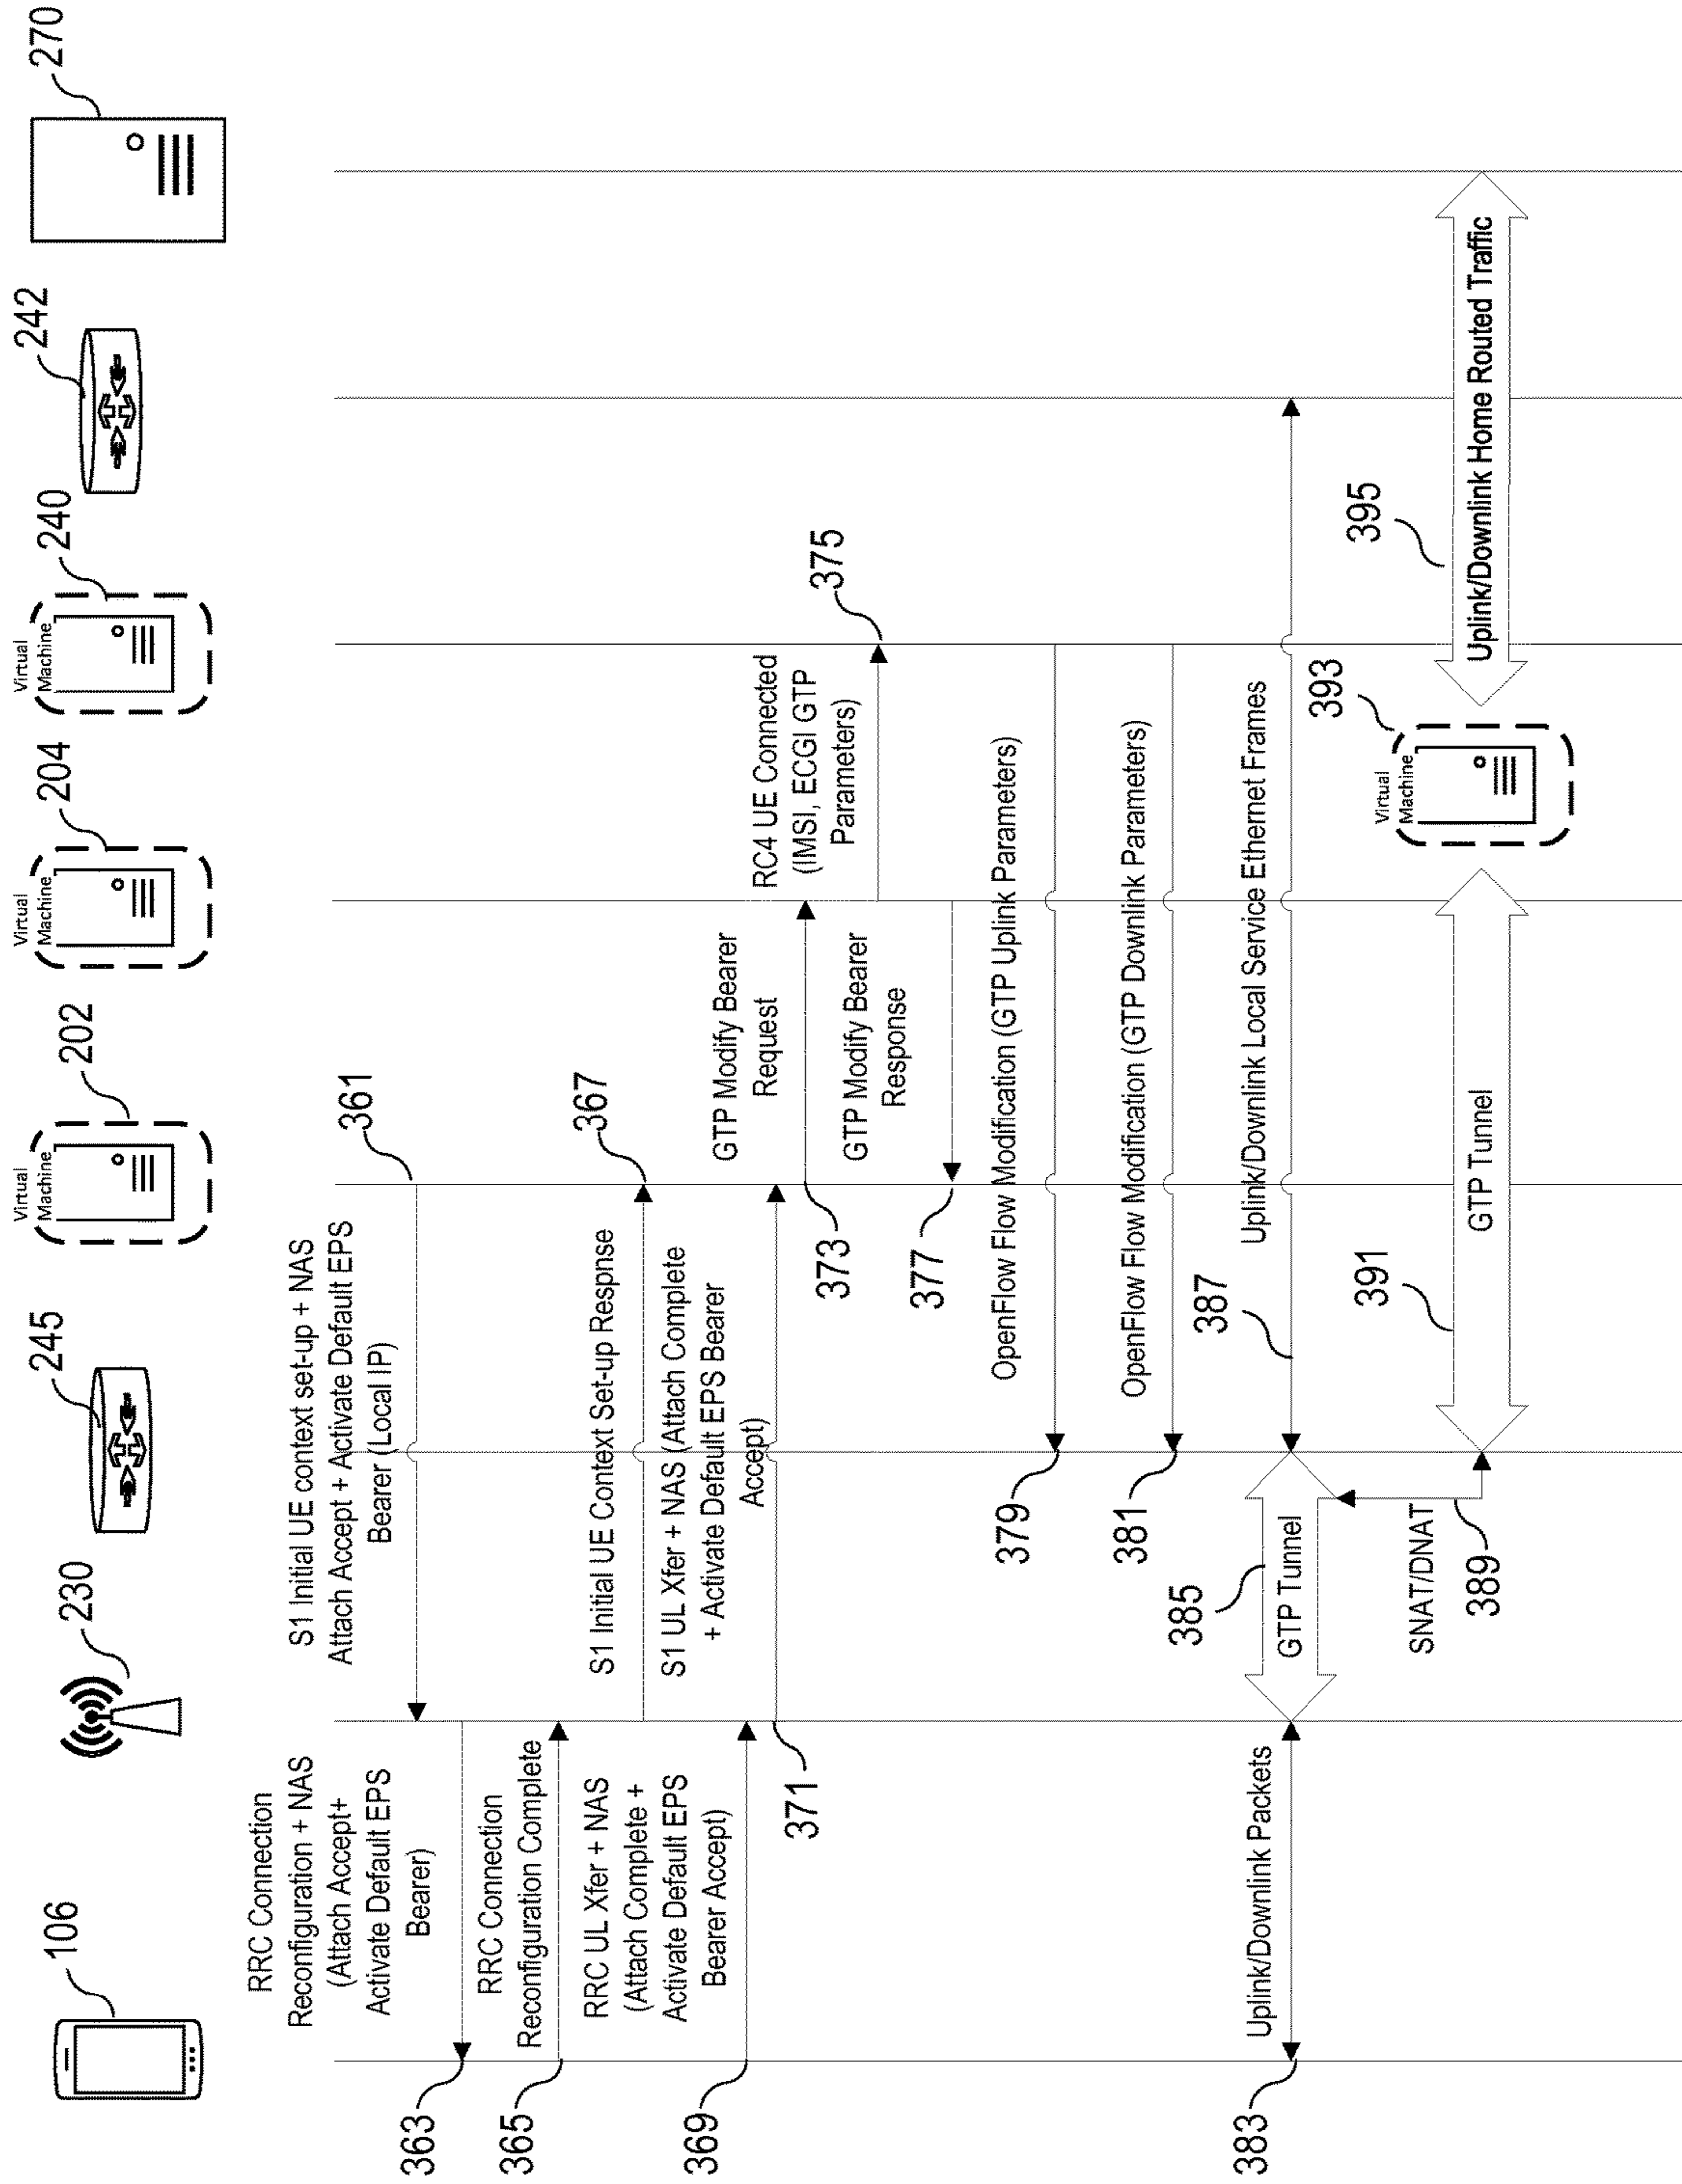 106
230
245
Virtual
Machine
202
Virtual
Machine
204
Virtual
Machine
240
242
270
S1 Initial UE context set-up + NAS
Attach Accept + Activate Default EPS
Bearer (Local IP)
361
RRC Connection
Reconfiguration + NAS
(Attach Accept+
Activate Default EPS
Bearer)
363
RRC Connection
Reconfiguration Complete
365
S1 Initial UE Context Set-up Respnse
367
RRC UL Xfer + NAS
(Attach Complete +
Activate Default EPS
Bearer Accept)
369
S1 UL Xfer + NAS (Attach Complete
+ Activate Default EPS Bearer
Accept)
371
GTP Modify Bearer
Request
373
RC4 UE Connected
(IMSI, ECGI GTP
Parameters)
375
GTP Modify Bearer
Response
377
OpenFlow Flow Modification (GTP Uplink Parameters)
379
OpenFlow Flow Modification (GTP Downlink Parameters)
381
Uplink/Downlink Packets
383
GTP Tunnel
385
Uplink/Downlink Local Service Ethernet Frames
387
SNAT/DNAT
389
GTP Tunnel
391
Virtual
Machine
393
Uplink/Downlink Home Routed Traffic
395